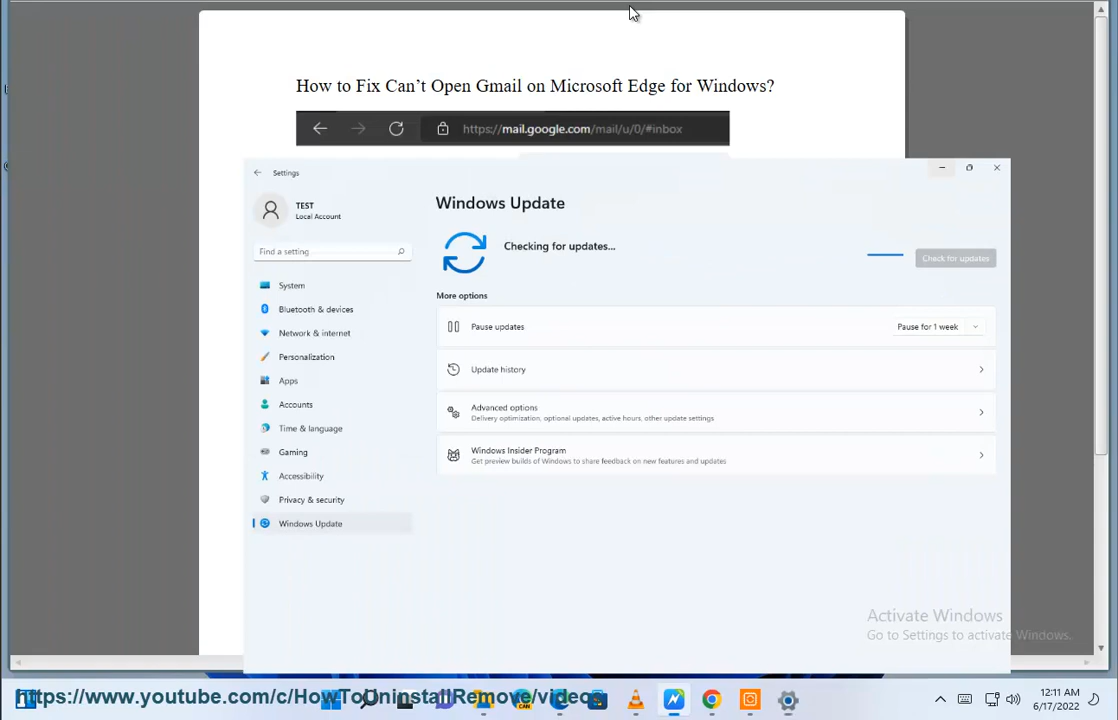 How to Fix Can't Open Gmail on Microsoft Edge for Windows?
https://mail.google.com/mail/u/0/#inbox
Settings
TEST
Local Account
Find a setting
System
Bluetooth & devices
Network & internet
Personalization
Apps
Accounts
Time & language
Gaming
Accessibility
Privacy & security
Windows Update
Windows Update
Checking for updates...
Check for updates
More options
Pause updates
Pause for 1 week
Update history
Advanced options
Delivery optimization, optional updates, active hours, other update settings
Windows Insider Program
Get preview builds of Windows to share feedback on new features and updates
Activate Windows
Go to Settings to activate Windows.
https://www.youtube.com/c/HowToUninstallRemove/videos
CAN
12:11 AM
6/17/2022